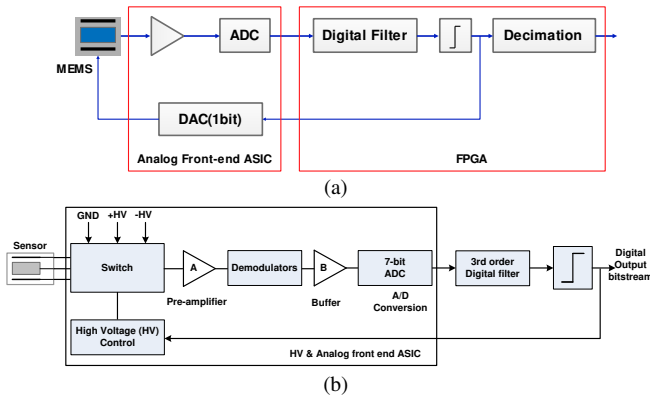 MEMS
ADC
Digital Filter
Decimation
DAC(1bit)
Analog Front-end ASIC
FPGA
(a)
GND +HV -HV
Sensor
Switch
A
Pre-amplifier
Demodulators
B
Buffer
7-bit
ADC
A/D
Conversion
3rd order
Digital filter
Digital
Output
bitstream
High Voltage (HV)
Control
HV & Analog front end ASIC
(b)